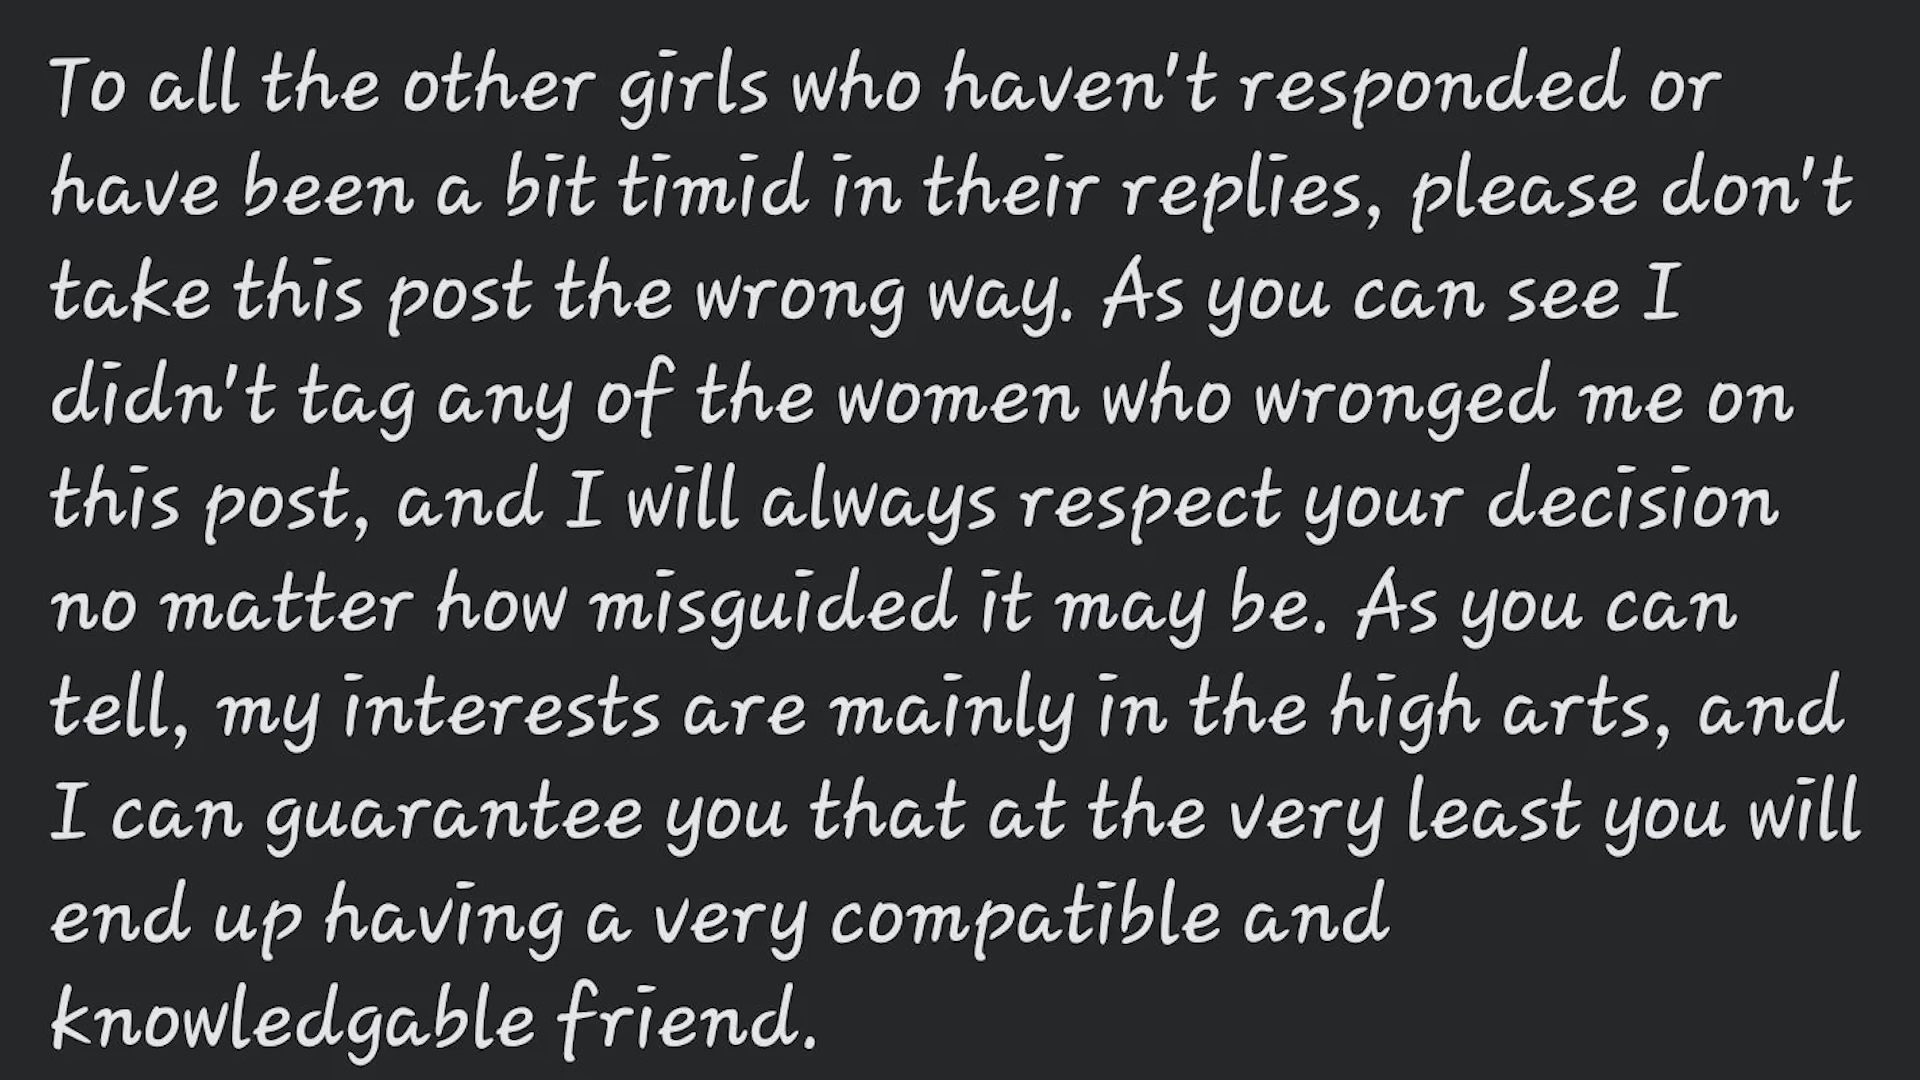 To all the other girls who haven't responded or
have been a bit timid in their replies, please don't
take this post the wrong way. As you can see I
didn't tag any of the women who wronged me on
this post, and I will always respect your decision
no matter how misguided it may be. As you can
tell, my interests are mainly in the high arts, and
I can guarantee you that at the very least you will
end up having a very compatible and
knowledgable friend.